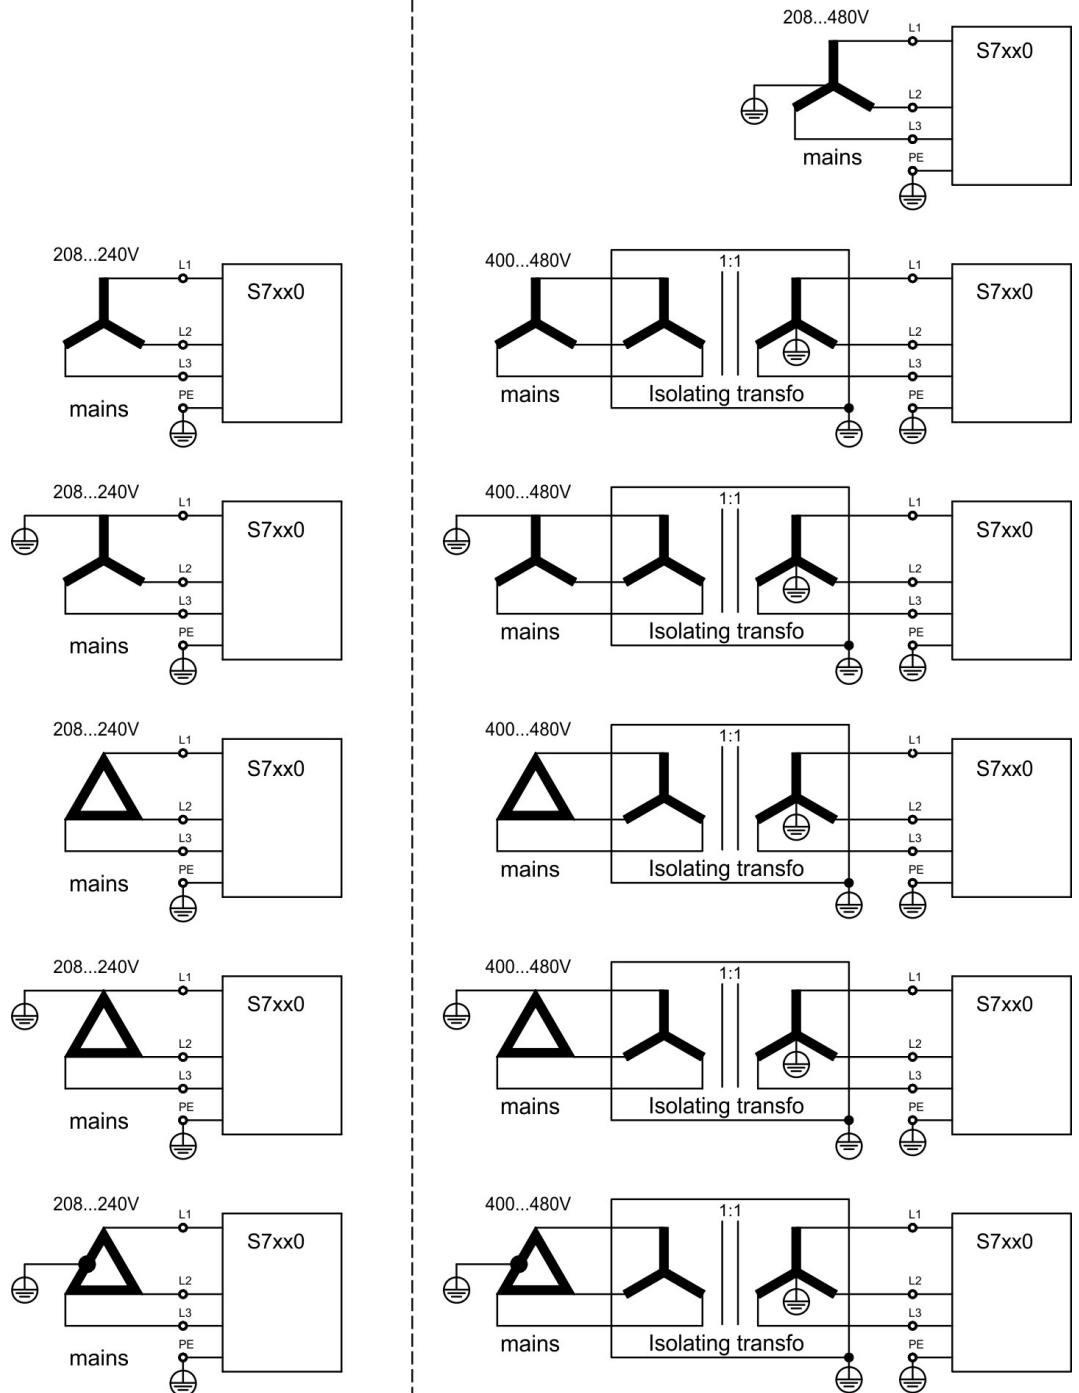 208...480V
L1
S7xx0
L2
L3
mains
PE
208...240V
L1
S7xx0
L2
L3
PE
mains
400...480V
1:1
L1
S7xx0
L2
L3
mains
Isolating transfo
PE
208...240V
L1
S7xx0
L2
L3
PE
mains
400...480V
1:1
L1
S7xx0
L2
L3
mains
Isolating transfo
PE
208...240V
L1
S7xx0
L2
L3
PE
mains
400...480V
1:1
L1
S7xx0
L2
L3
mains
Isolating transfo
PE
208...240V
L1
S7xx0
L2
L3
PE
mains
400...480V
1:1
L1
S7xx0
L2
L3
mains
Isolating transfo
PE
208...240V
L1
S7xx0
L2
L3
PE
mains
400...480V
1:1
L1
S7xx0
L2
L3
mains
Isolating transfo
PE